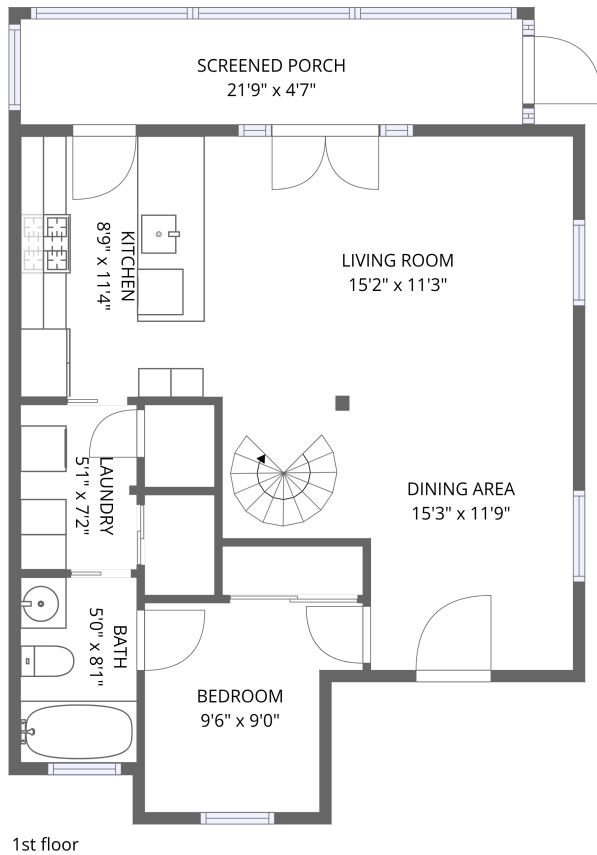 SCREENED PORCH
21'9" x 4'7"
KITCHEN
8'9" x 11'4"
LIVING ROOM
15'2" x 11'3"
LAUNDRY
5'1" x 7'2"
DINING AREA
15'3" x 11'9"
BATH
5'0" x 8'1"
BEDROOM
9'6" x 9'0"
1st floor